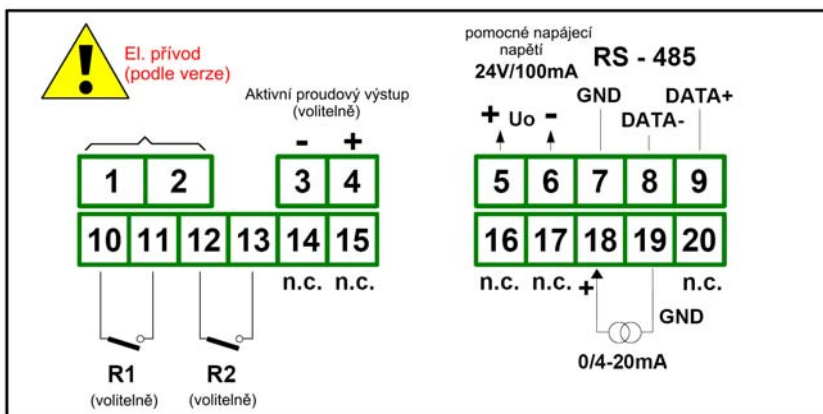 El. přívod
(podle verze)
Aktivní proudový výstup
(volitelně)
- +
pomocné napájecí
napětí
24V/100mA
RS - 485
GND DATA+
+ Uo - DATA-
1 2 3 4 5 6 7 8 9
10 11 12 13 14 15 16 17 18 19 20
n.c. n.c. n.c. n.c. + n.c.
GND
R1 R2 0/4-20mA
(volitelně) (volitelně)